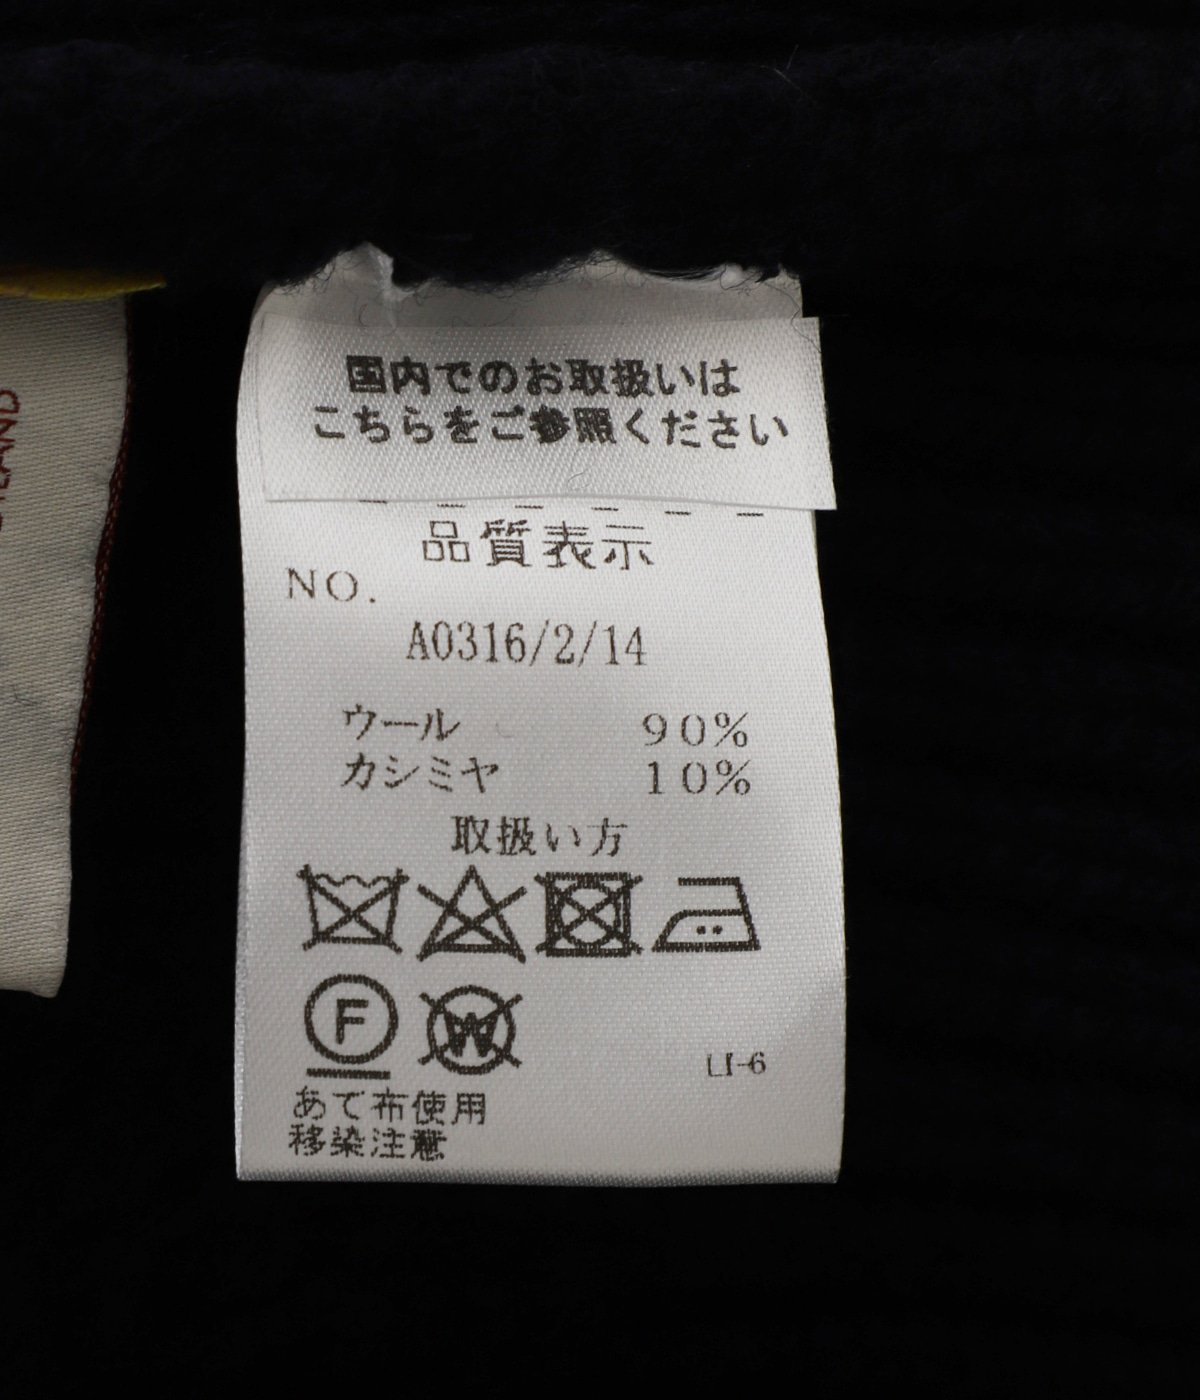 国内でのお取扱いは
こちらをご参照ください
品質表示
NO.
A0316/2/14
ウール 90%
カシミヤ 10%
取扱い方
F W
LI-6
あて布使用
移染注意